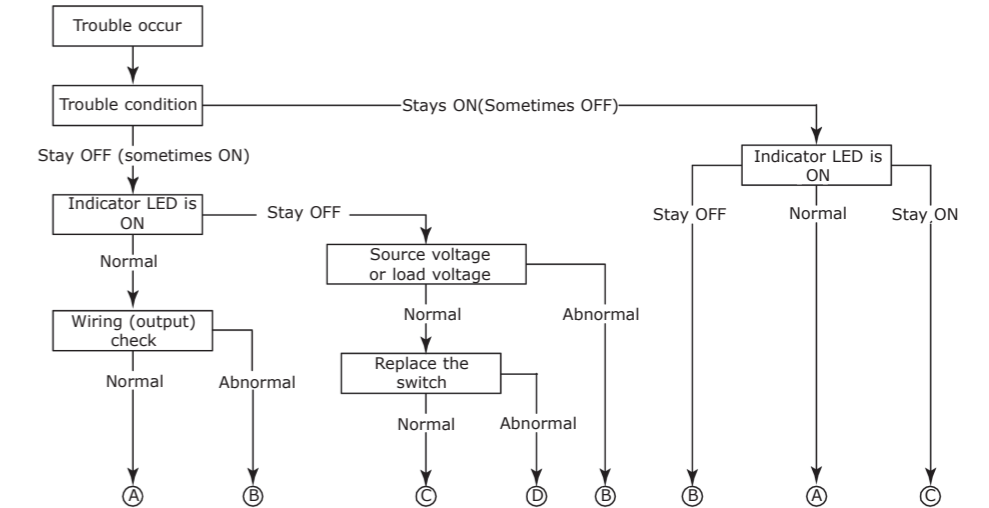 Trouble occur
Trouble condition
Stays ON(Sometimes OFF)
Stay OFF (sometimes ON)
Indicator LED is
ON
Indicator LED is
ON
Stay OFF
Stay OFF
Normal
Stay ON
Normal
Source voltage
or load voltage
Wiring (output)
check
Normal
Abnormal
Replace the
switch
Normal
Abnormal
Normal
Abnormal
A
B
C
D
B
B
A
C